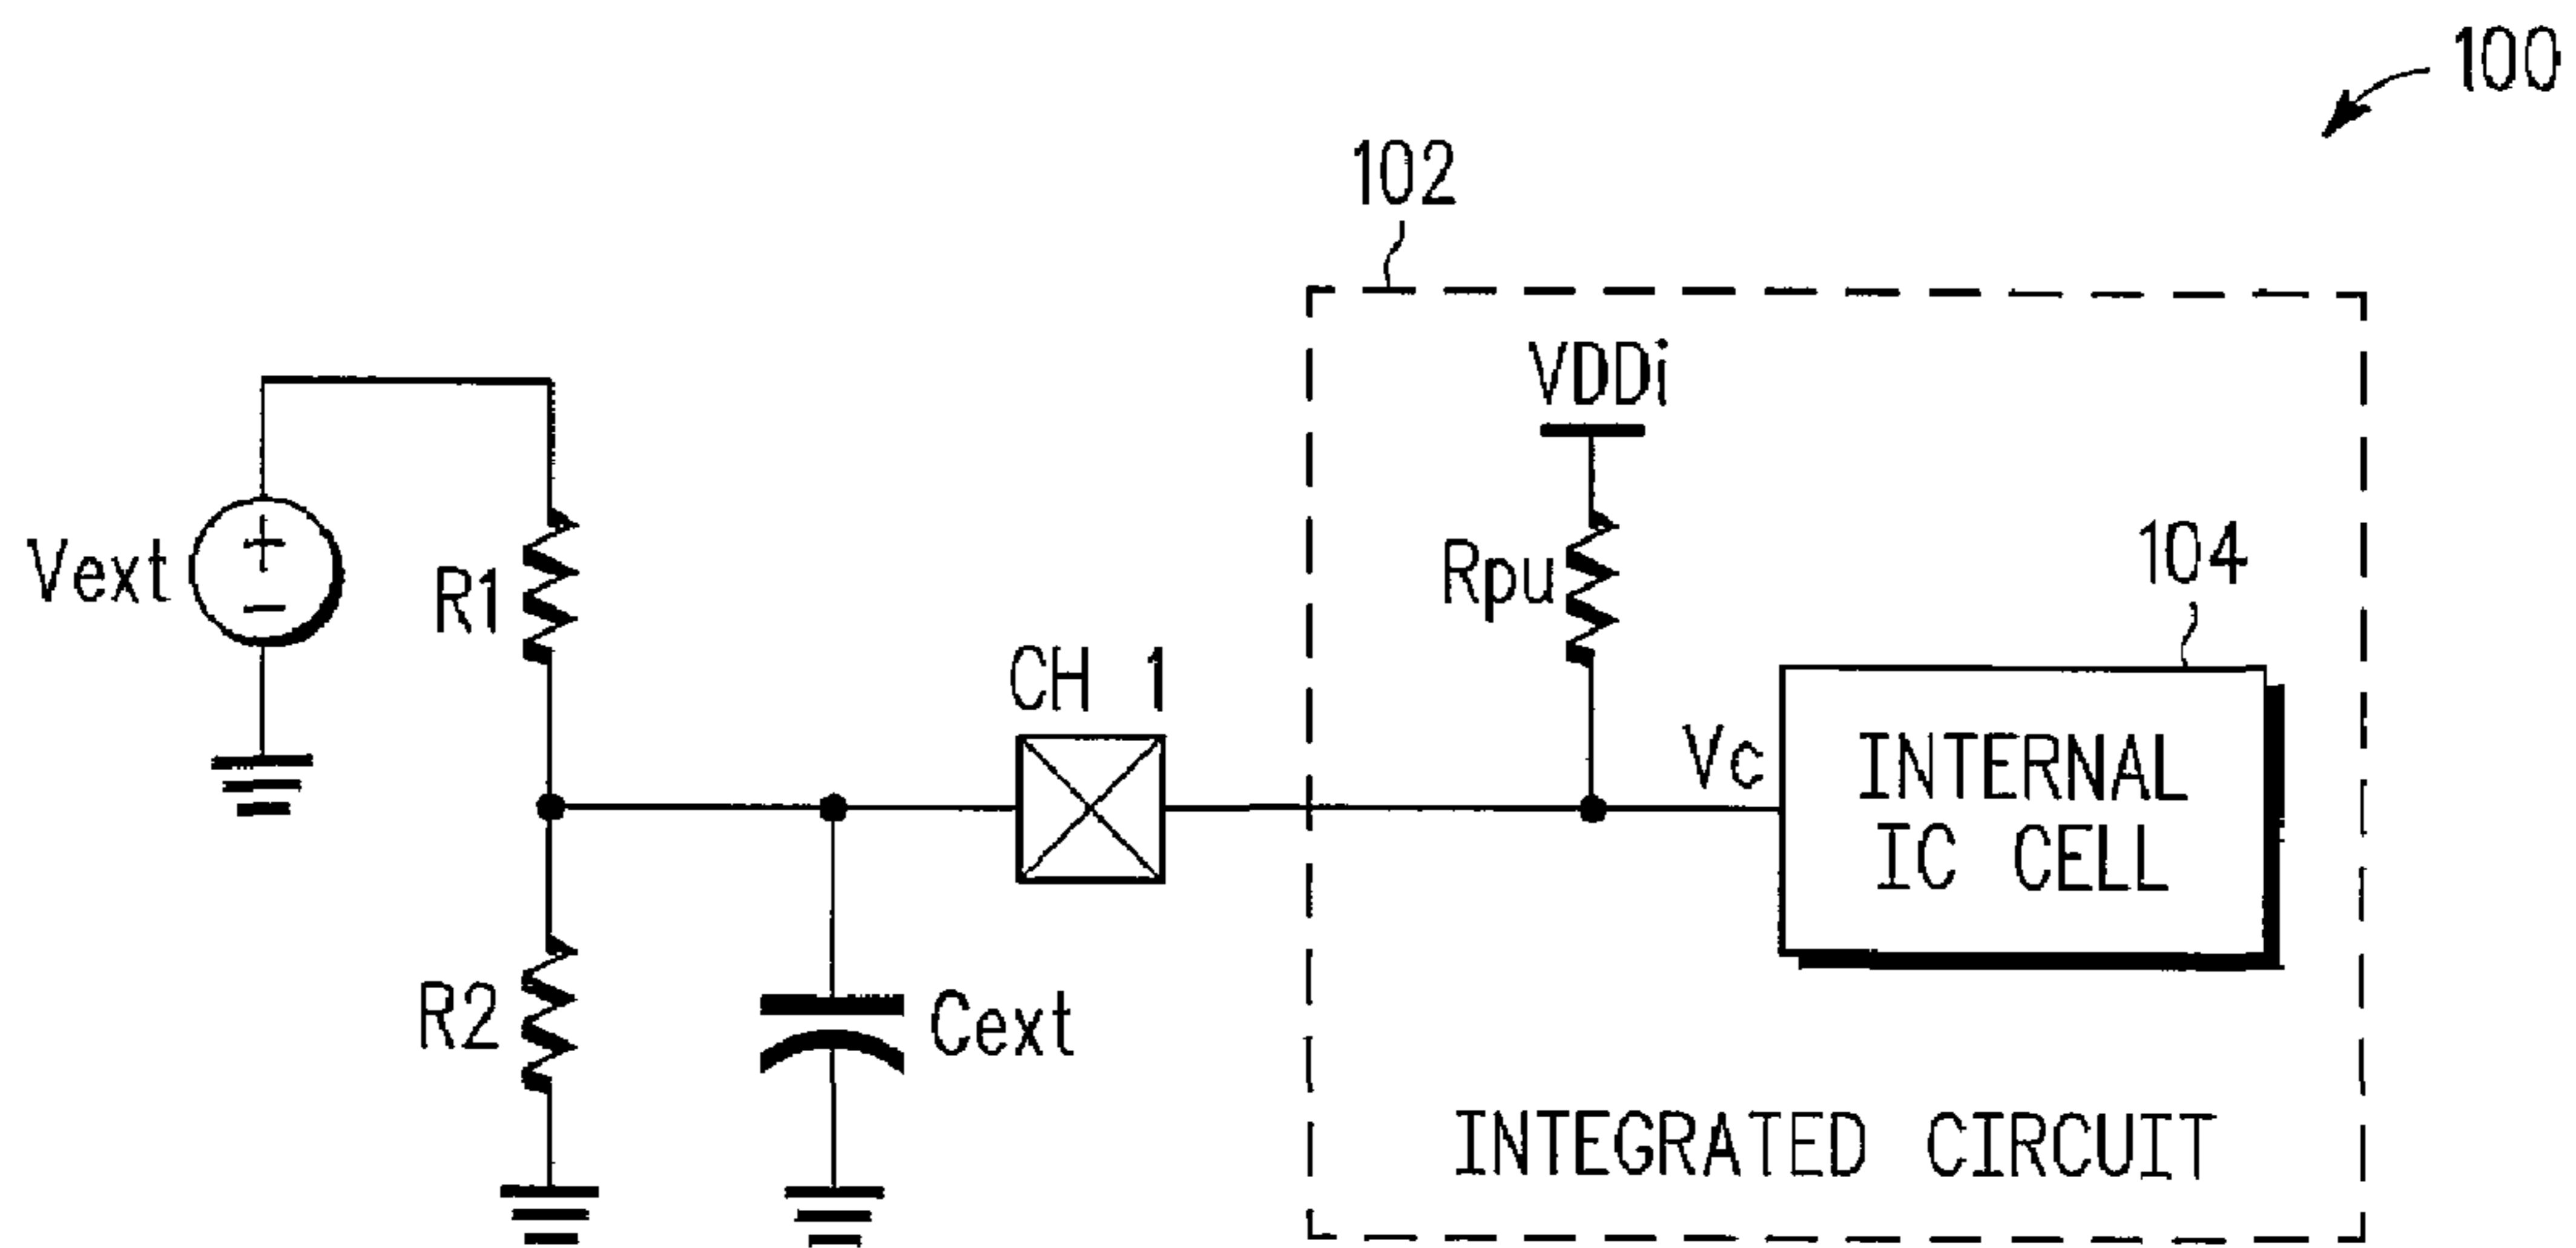 100
102
VDDi
Vext
R1
Rpu
104
CH 1
Vc
INTERNAL
IC CELL
R2
Cext
INTEGRATED CIRCUIT